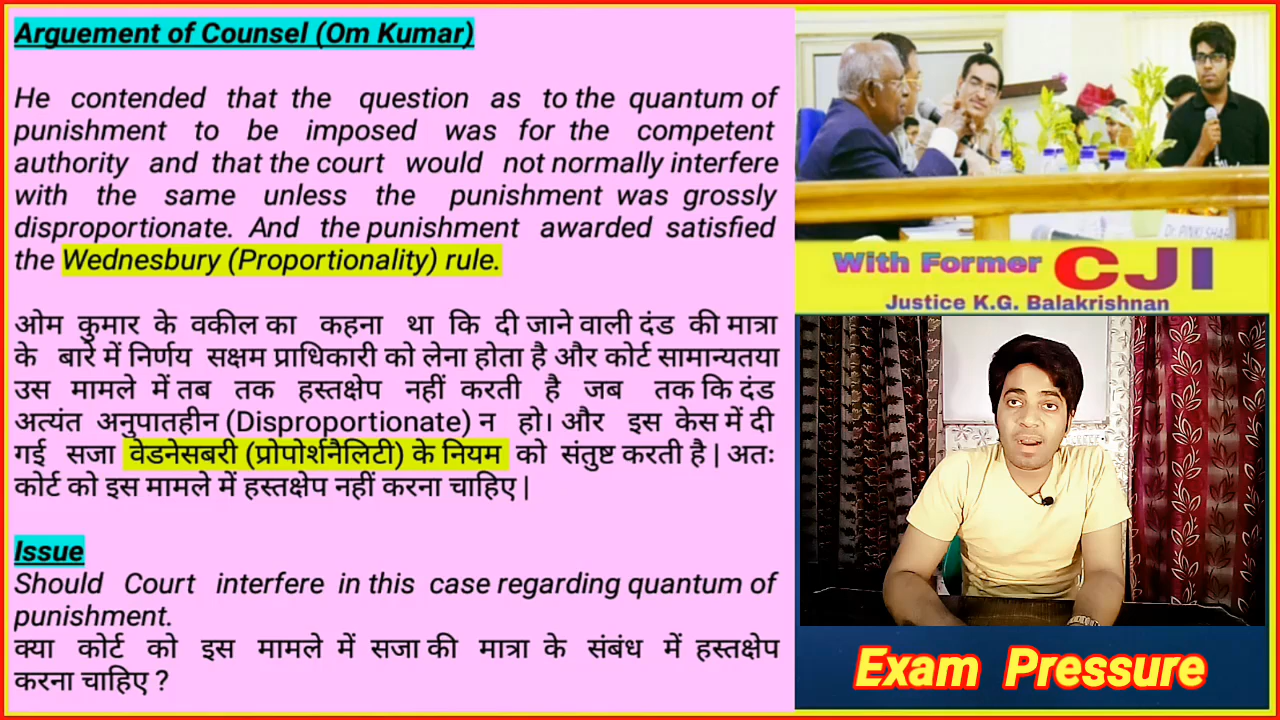 Arguement of Counsel (Om Kumar)
He contended that the question as to the quantum of
punishment to be imposed was for the competent
authority and that the court would not normally interfere
with the same unless the punishment was grossly
disproportionate. And the punishment awarded satisfied
the Wednesbury (Proportionality) rule.
ओम कुमार के वकील का कहना था कि दी जाने वाली दंड की मात्रा
के बारे में निर्णय सक्षम प्राधिकारी को लेना होता है और कोर्ट सामान्यतया
उस मामले में तब तक हस्तक्षेप नहीं करती है जब तक कि दंड
अत्यंत अनुपातहीन (Disproportionate) न हो। और इस केस में दी
गई सजा वेडनेसबरी (प्रोपोर्शनैलिटी) के नियम को संतुष्ट करती है | अतः
कोर्ट को इस मामले में हस्तक्षेप नहीं करना चाहिए |
Issue
Should Court interfere in this case regarding quantum of
punishment.
क्या कोर्ट को इस मामले में सजा की मात्रा के संबंध में हस्तक्षेप
करना चाहिए ?
With Former CJI
Justice K.G. Balakrishnan
Exam Pressure